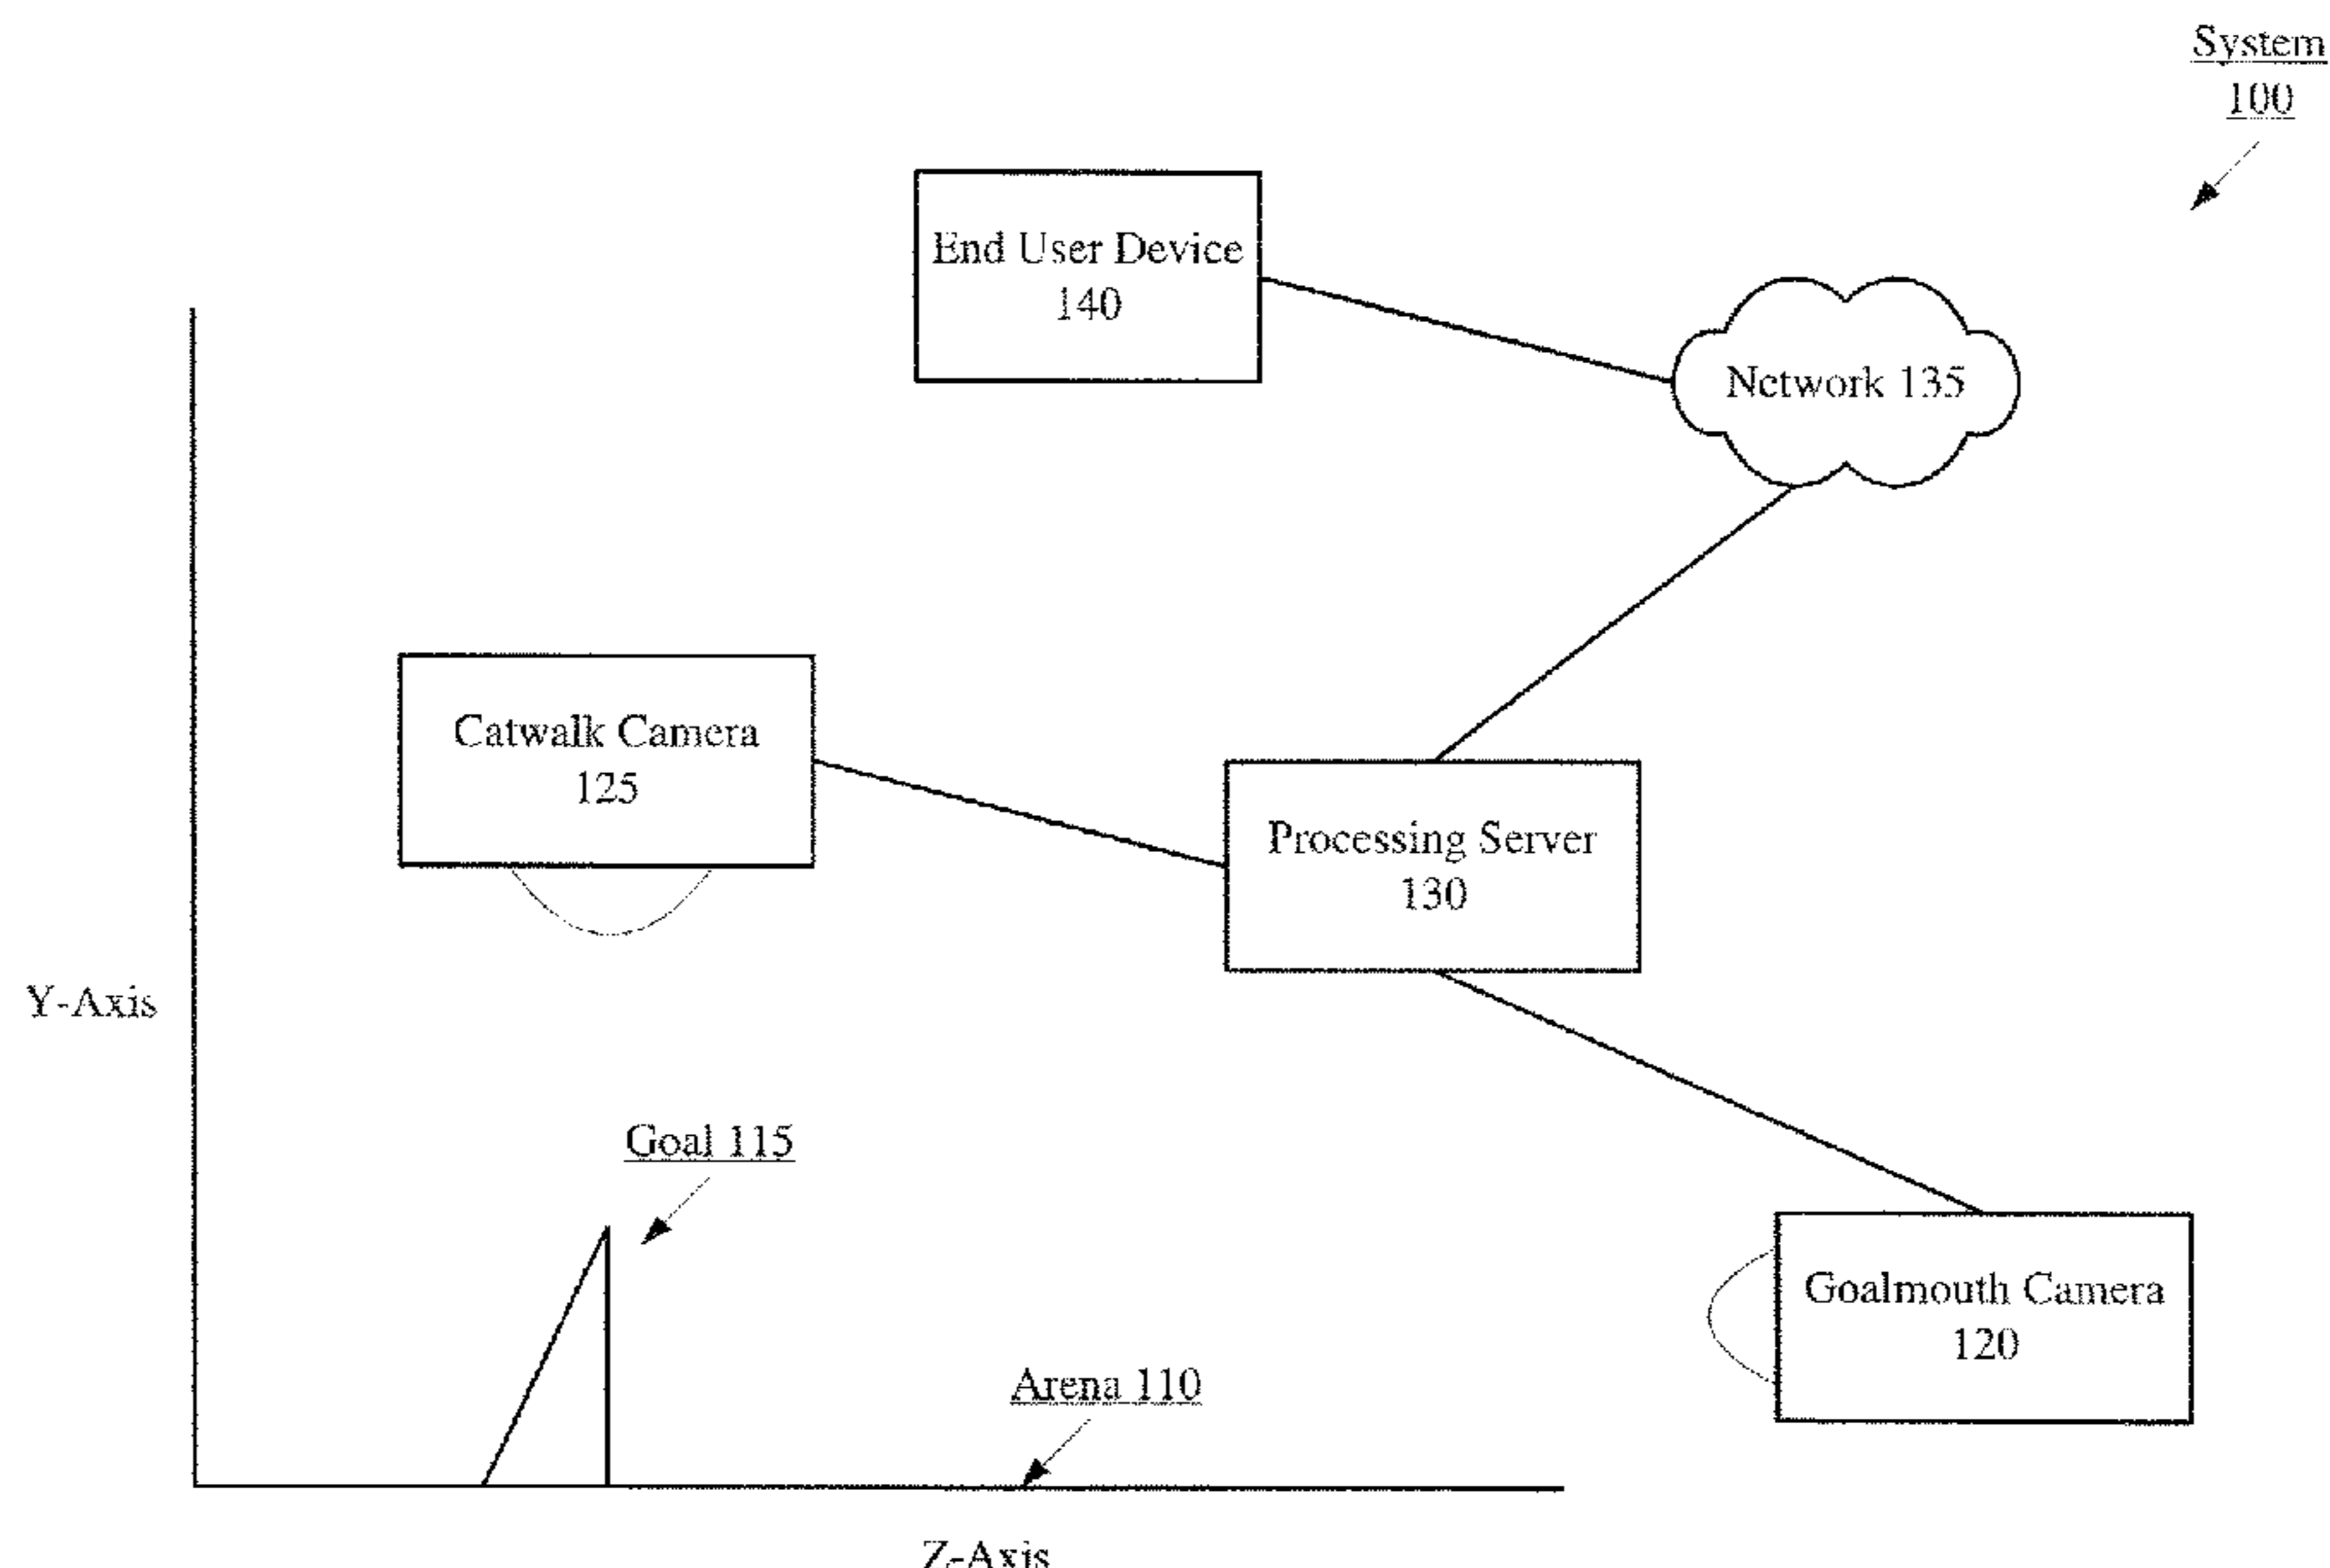 System
100
End User Device
140
Network 135
Catwalk Camera
125
Processing Server
130
Y-Axis
Goal 115
Goalmouth Camera
120
Arena 110
Z-Axis